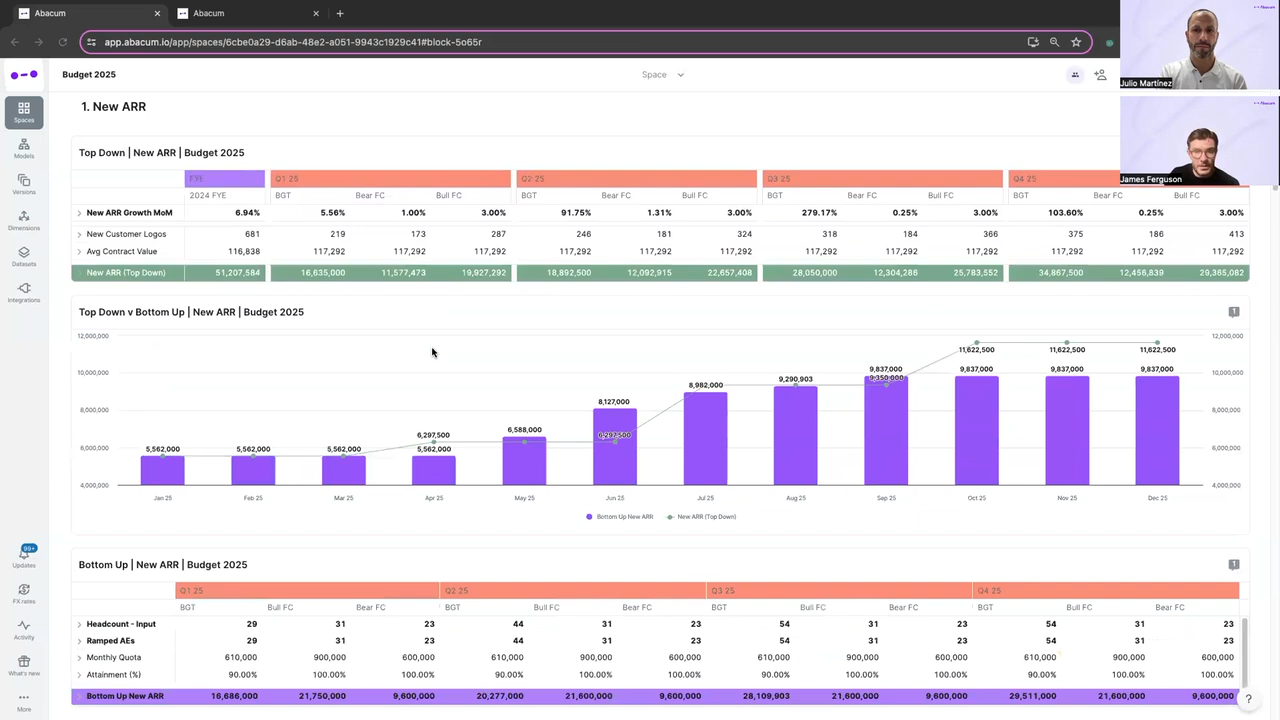 Abacum
Abacum
app.abacum.io/app/spaces/6cbe0a29-d6ab-48e2-a051-9943c1929c41#block-5o65r
Abacum
Julio Martínez
Abacum
James Ferguson
Budget 2025
Space
Spaces
Models
Versions
Dimensions
Datasets
Integrations
99+
Updates
FX rates
Activity
What's new
More
1. New ARR
Top Down | New ARR | Budget 2025
FYE Q1 25 Q2 25 Q3 25 Q4 25
2024 FYE BGT Bear FC Bull FC BGT Bear FC Bull FC BGT Bear FC Bull FC BGT Bear FC Bull FC
New ARR Growth MoM 6.94% 5.56% 1.00% 3.00% 91.75% 1.31% 3.00% 279.17% 0.25% 3.00% 103.60% 0.25% 3.00%
New Customer Logos 681 219 173 287 246 181 324 318 184 366 375 186 413
Avg Contract Value 116,838 117,292 117,292 117,292 117,292 117,292 117,292 117,292 117,292 117,292 117,292 117,292 117,292
New ARR (Top Down) 51,207,584 16,635,000 11,577,473 19,927,292 18,892,500 12,092,915 22,657,408 28,050,000 12,304,286 25,783,552 34,867,500 12,456,839 29,365,082
Top Down v Bottom Up | New ARR | Budget 2025
1
12,000,000 12,000,000
11,622,500 11,622,500 11,622,500
10,000,000 9,837,000 9,837,000 9,837,000 9,837,000 10,000,000
8,982,000 9,290,903 9,350,000
8,000,000 8,127,000 8,000,000
6,297,500 6,588,000 6,297,500
6,000,000 5,562,000 5,562,000 5,562,000 5,562,000 6,000,000
4,000,000 4,000,000
Jan 25 Feb 25 Mar 25 Apr 25 May 25 Jun 25 Jul 25 Aug 25 Sep 25 Oct 25 Nov 25 Dec 25
Bottom Up New ARR New ARR (Top Down)
Bottom Up | New ARR | Budget 2025
1
Q1 25 Q2 25 Q3 25 Q4 25
BGT Bull FC Bear FC BGT Bull FC Bear FC BGT Bull FC Bear FC BGT Bull FC Bear FC
Headcount - Input 29 31 23 44 31 23 54 31 23 54 31 23
Ramped AEs 29 31 23 44 31 23 54 31 23 54 31 23
Monthly Quota 610,000 900,000 600,000 610,000 900,000 600,000 610,000 900,000 600,000 610,000 900,000 600,000
Attainment (%) 90.00% 100.00% 100.00% 90.00% 100.00% 100.00% 90.00% 100.00% 100.00% 90.00% 100.00% 100.00%
Bottom Up New ARR 16,686,000 21,750,000 9,600,000 20,277,000 21,600,000 9,600,000 28,109,903 21,600,000 9,600,000 29,511,000 21,600,000 9,600,000
?